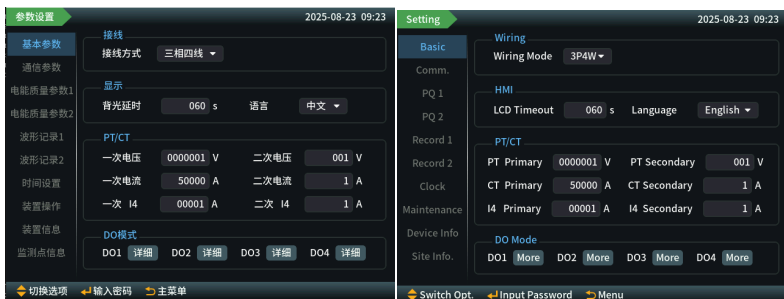 参数设置 2025-08-23 09:23
基本参数
通信参数
电能质量参数1
电能质量参数2
波形记录1
波形记录2
时间设置
装置操作
装置信息
监测点信息
接线
接线方式 三相四线
显示
背光延时 060 s 语言 中文
PT/CT
一次电压 0000001 V 二次电压 001 V
一次电流 50000 A 二次电流 1 A
一次 I4 00001 A 二次 I4 1 A
DO模式
DO1 详细 DO2 详细 DO3 详细 DO4 详细
切换选项 输入密码 主菜单
Setting 2025-08-23 09:23
Basic
Comm.
PQ 1
PQ 2
Record 1
Record 2
Clock
Maintenance
Device Info
Site Info.
Wiring
Wiring Mode 3P4W
HMI
LCD Timeout 060 s Language English
PT/CT
PT Primary 0000001 V PT Secondary 001 V
CT Primary 50000 A CT Secondary 1 A
I4 Primary 00001 A I4 Secondary 1 A
DO Mode
DO1 More DO2 More DO3 More DO4 More
Switch Opt. Input Password Menu